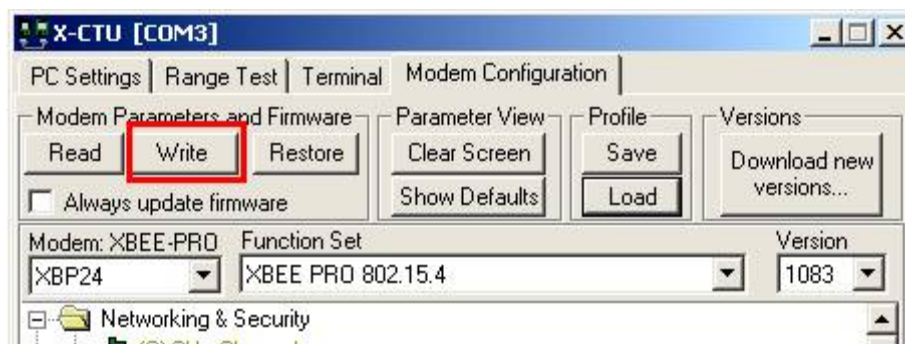 X-CTU [COM3]
PC Settings Range Test Terminal Modem Configuration
Modem Parameters and Firmware Parameter View Profile Versions
Read Write Restore Clear Screen Save Download new versions...
Always update firmware Show Defaults Load
Modem: XBEE-PRO Function Set Version
XBP24 XBEE PRO 802.15.4 1083
Networking & Security